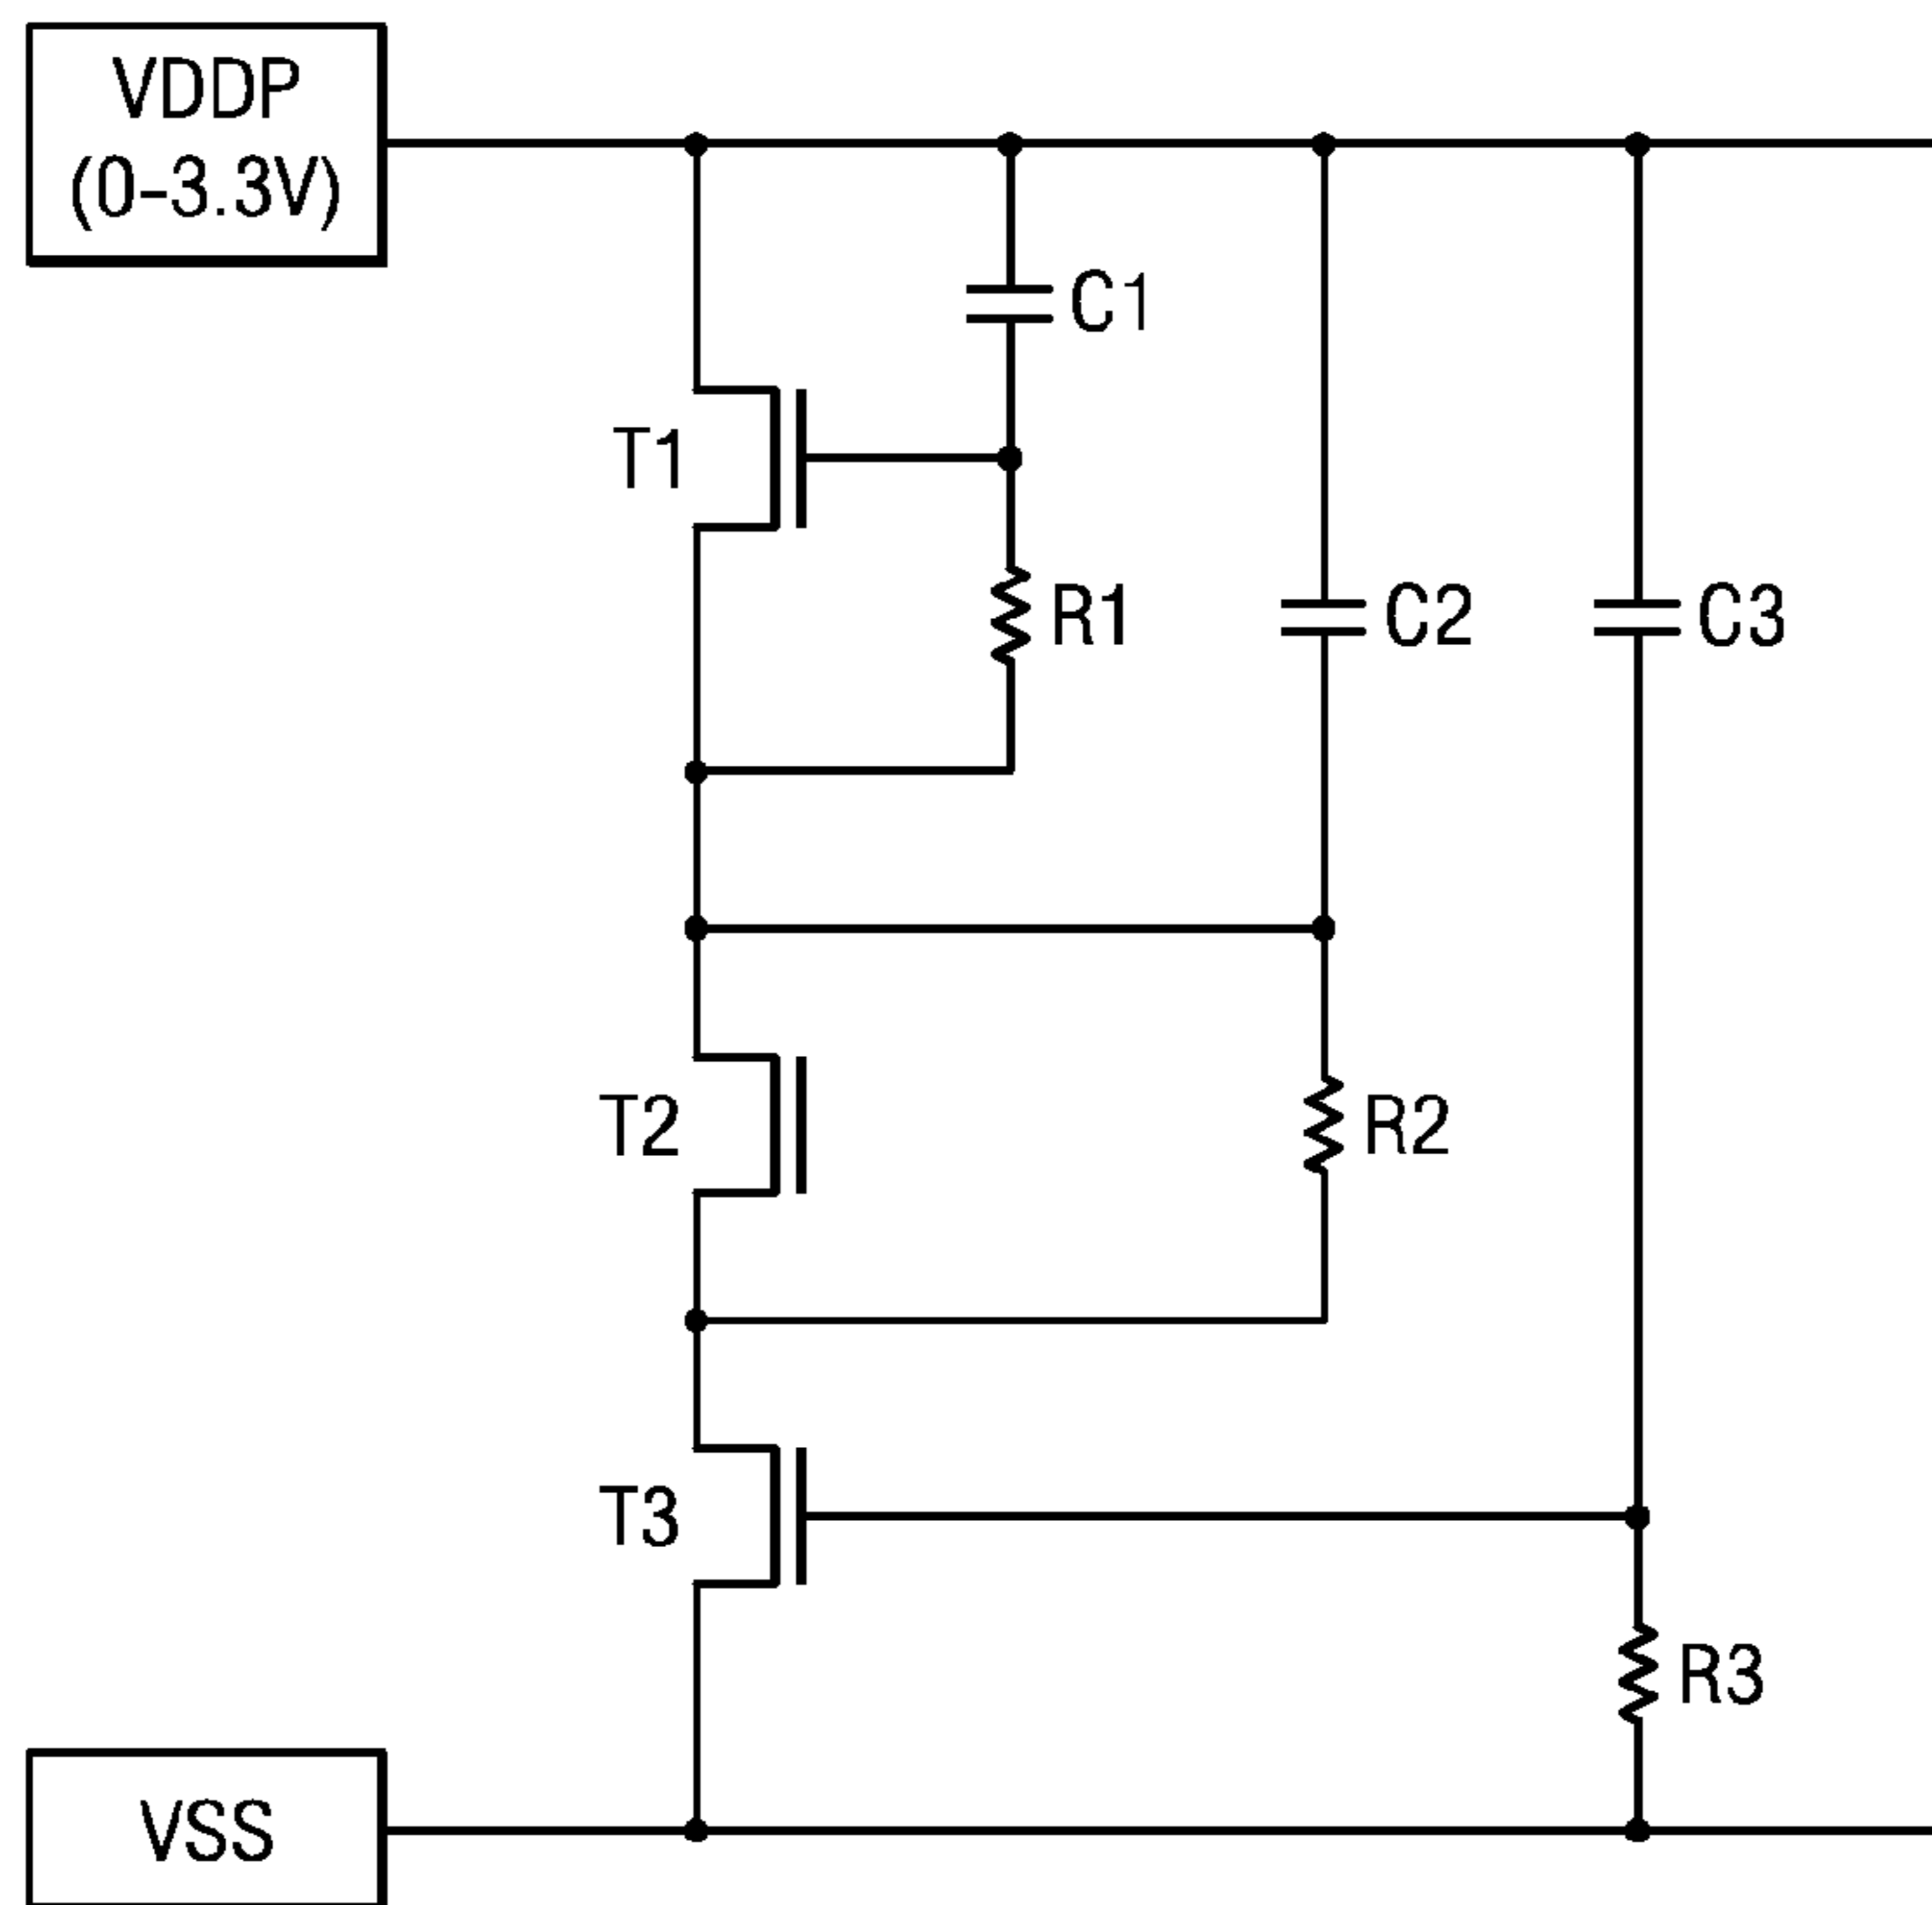 VDDP
(0-3.3V)
C1
T1
R1
C2
C3
T2
R2
T3
R3
VSS